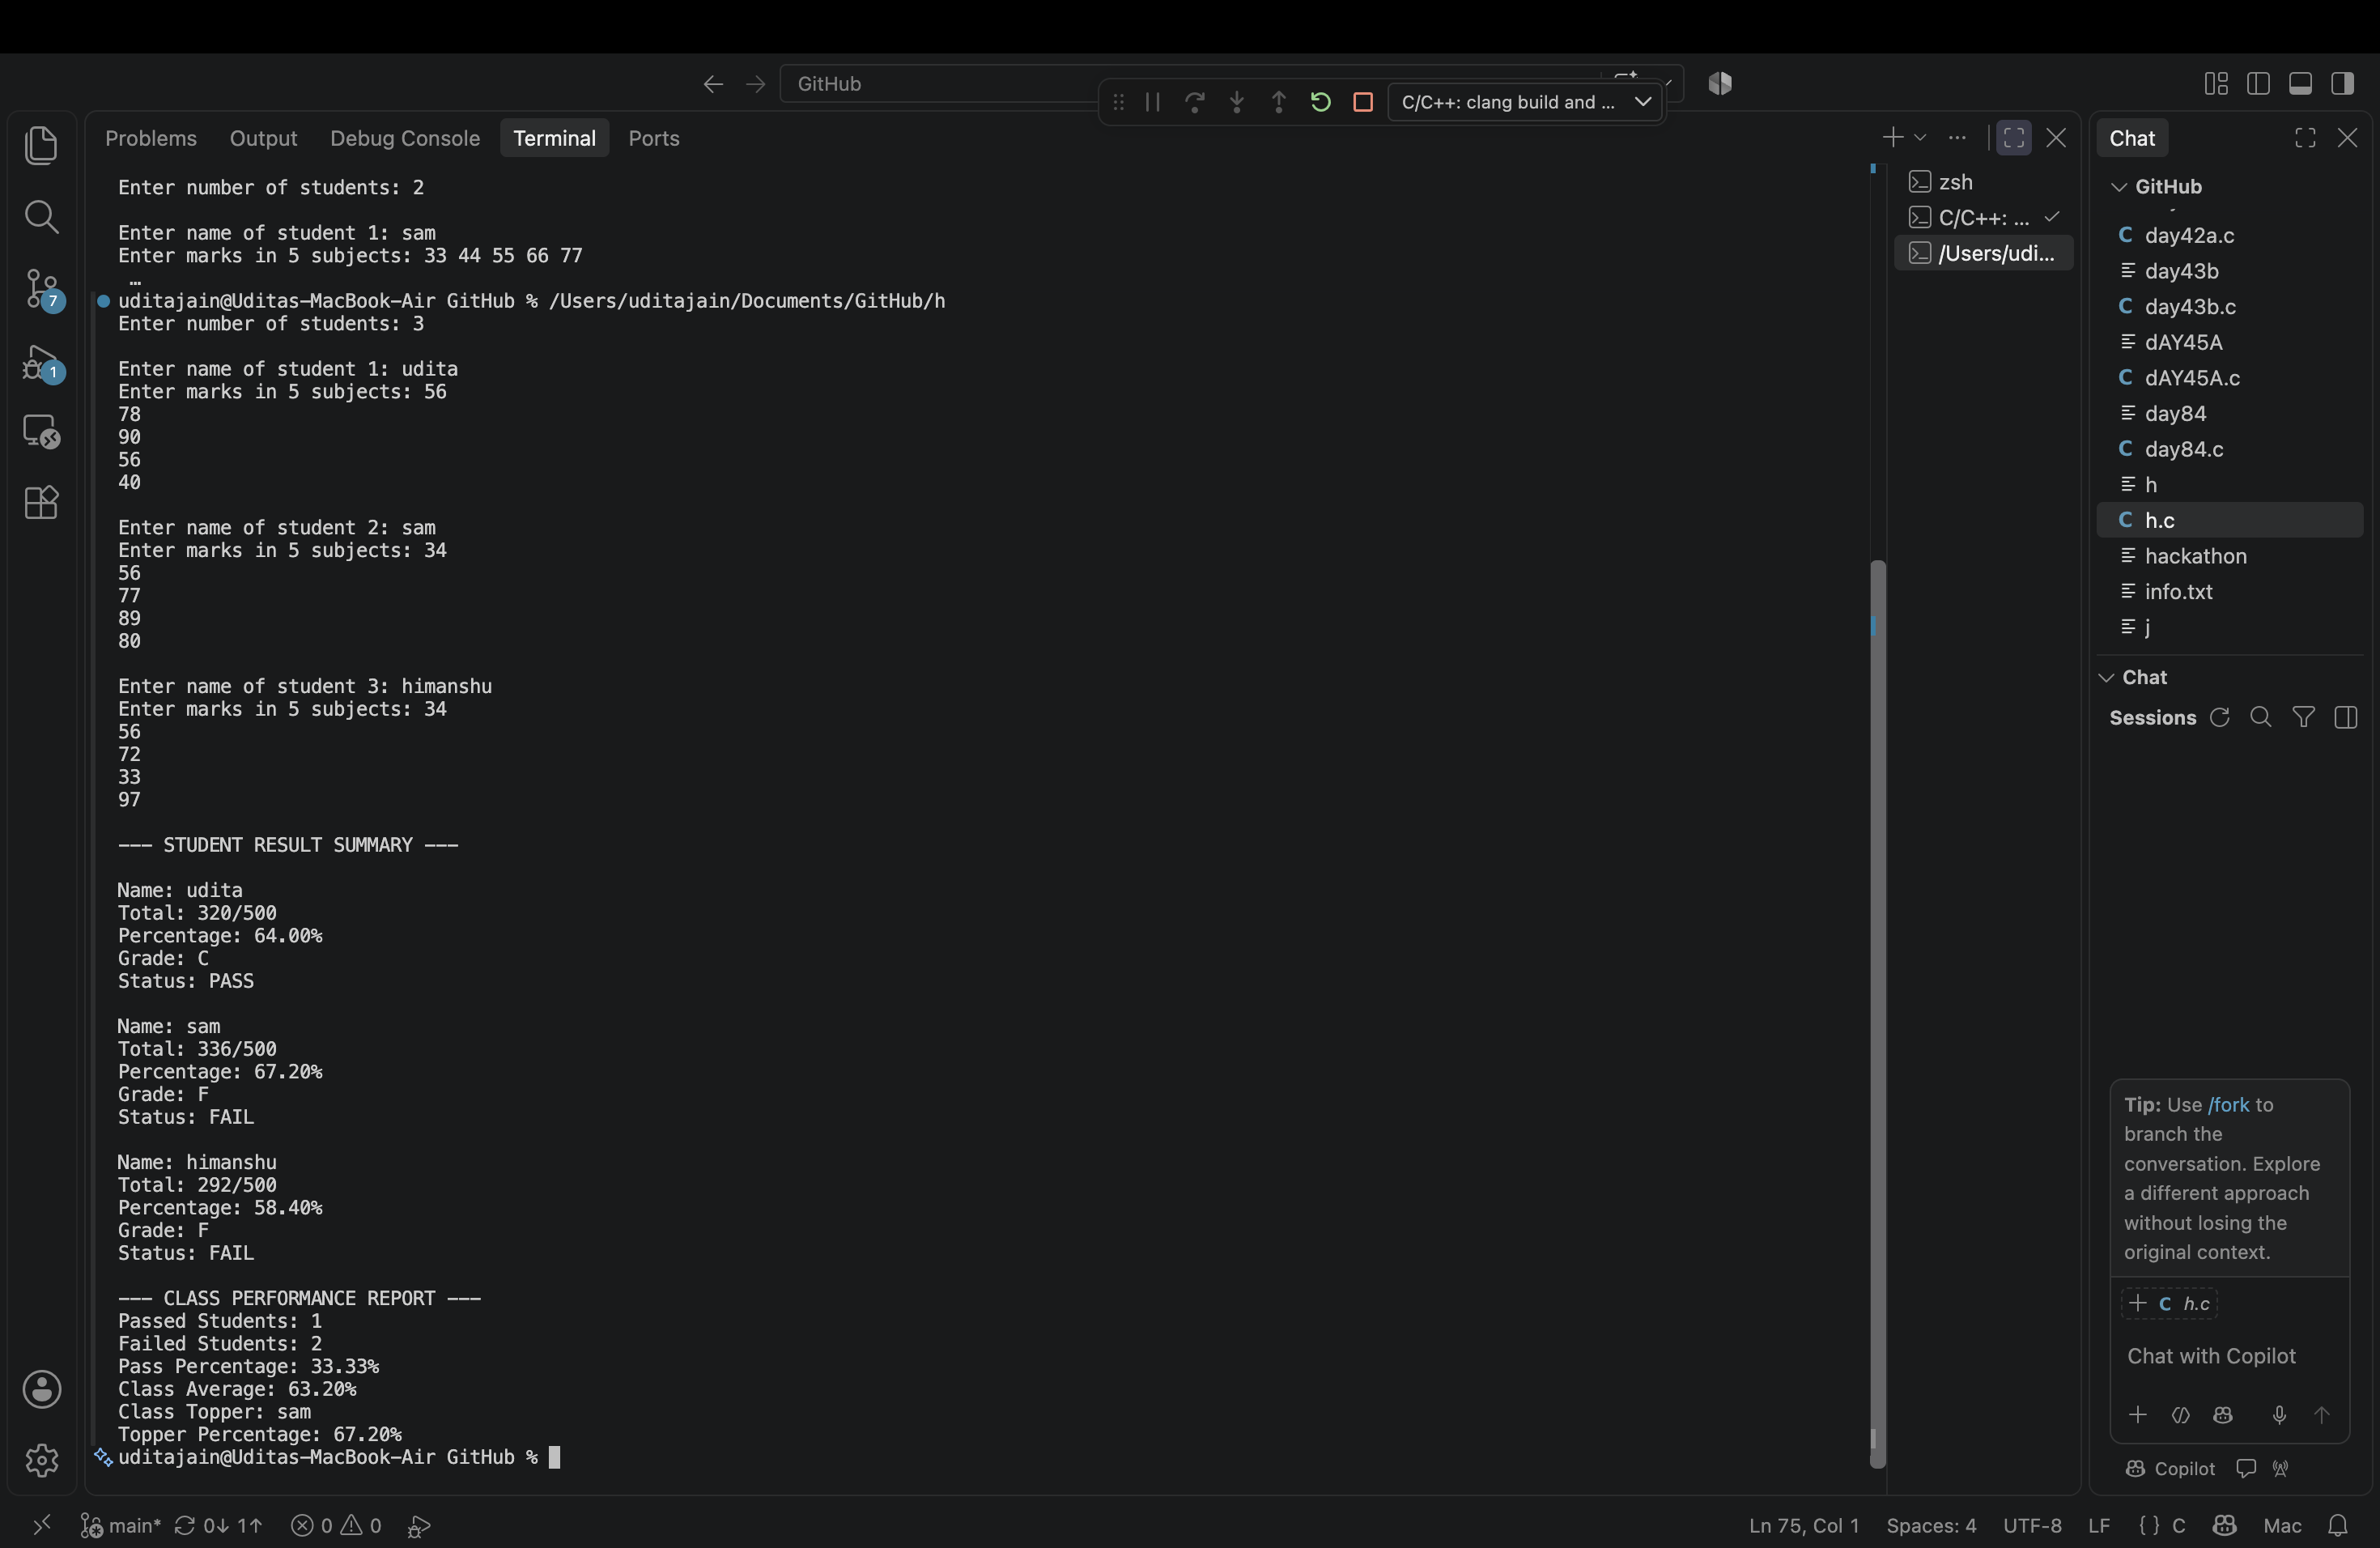 GitHub
C/C++: clang build and ...
Problems
Output
Debug Console
Terminal
Ports
Enter number of students: 2
Enter name of student 1: sam
Enter marks in 5 subjects: 33 44 55 66 77
…
uditajain@Uditas-MacBook-Air GitHub % /Users/uditajain/Documents/GitHub/h
Enter number of students: 3
Enter name of student 1: udita
Enter marks in 5 subjects: 56
78
90
56
40
Enter name of student 2: sam
Enter marks in 5 subjects: 34
56
77
89
80
Enter name of student 3: himanshu
Enter marks in 5 subjects: 34
56
72
33
97
--- STUDENT RESULT SUMMARY ---
Name: udita
Total: 320/500
Percentage: 64.00%
Grade: C
Status: PASS
Name: sam
Total: 336/500
Percentage: 67.20%
Grade: F
Status: FAIL
Name: himanshu
Total: 292/500
Percentage: 58.40%
Grade: F
Status: FAIL
--- CLASS PERFORMANCE REPORT ---
Passed Students: 1
Failed Students: 2
Pass Percentage: 33.33%
Class Average: 63.20%
Class Topper: sam
Topper Percentage: 67.20%
uditajain@Uditas-MacBook-Air GitHub %
zsh
C/C++: ...
/Users/udi...
7
1
Chat
GitHub
C day42a.c
day43b
C day43b.c
dAY45A
C dAY45A.c
day84
C day84.c
h
C h.c
hackathon
info.txt
j
Chat
Sessions
Tip: Use /fork to
branch the
conversation. Explore
a different approach
without losing the
original context.
C h.c
Chat with Copilot
Copilot
main* 0↓ 1↑ 0 0
Ln 75, Col 1
Spaces: 4
UTF-8
LF
{ } C
Mac